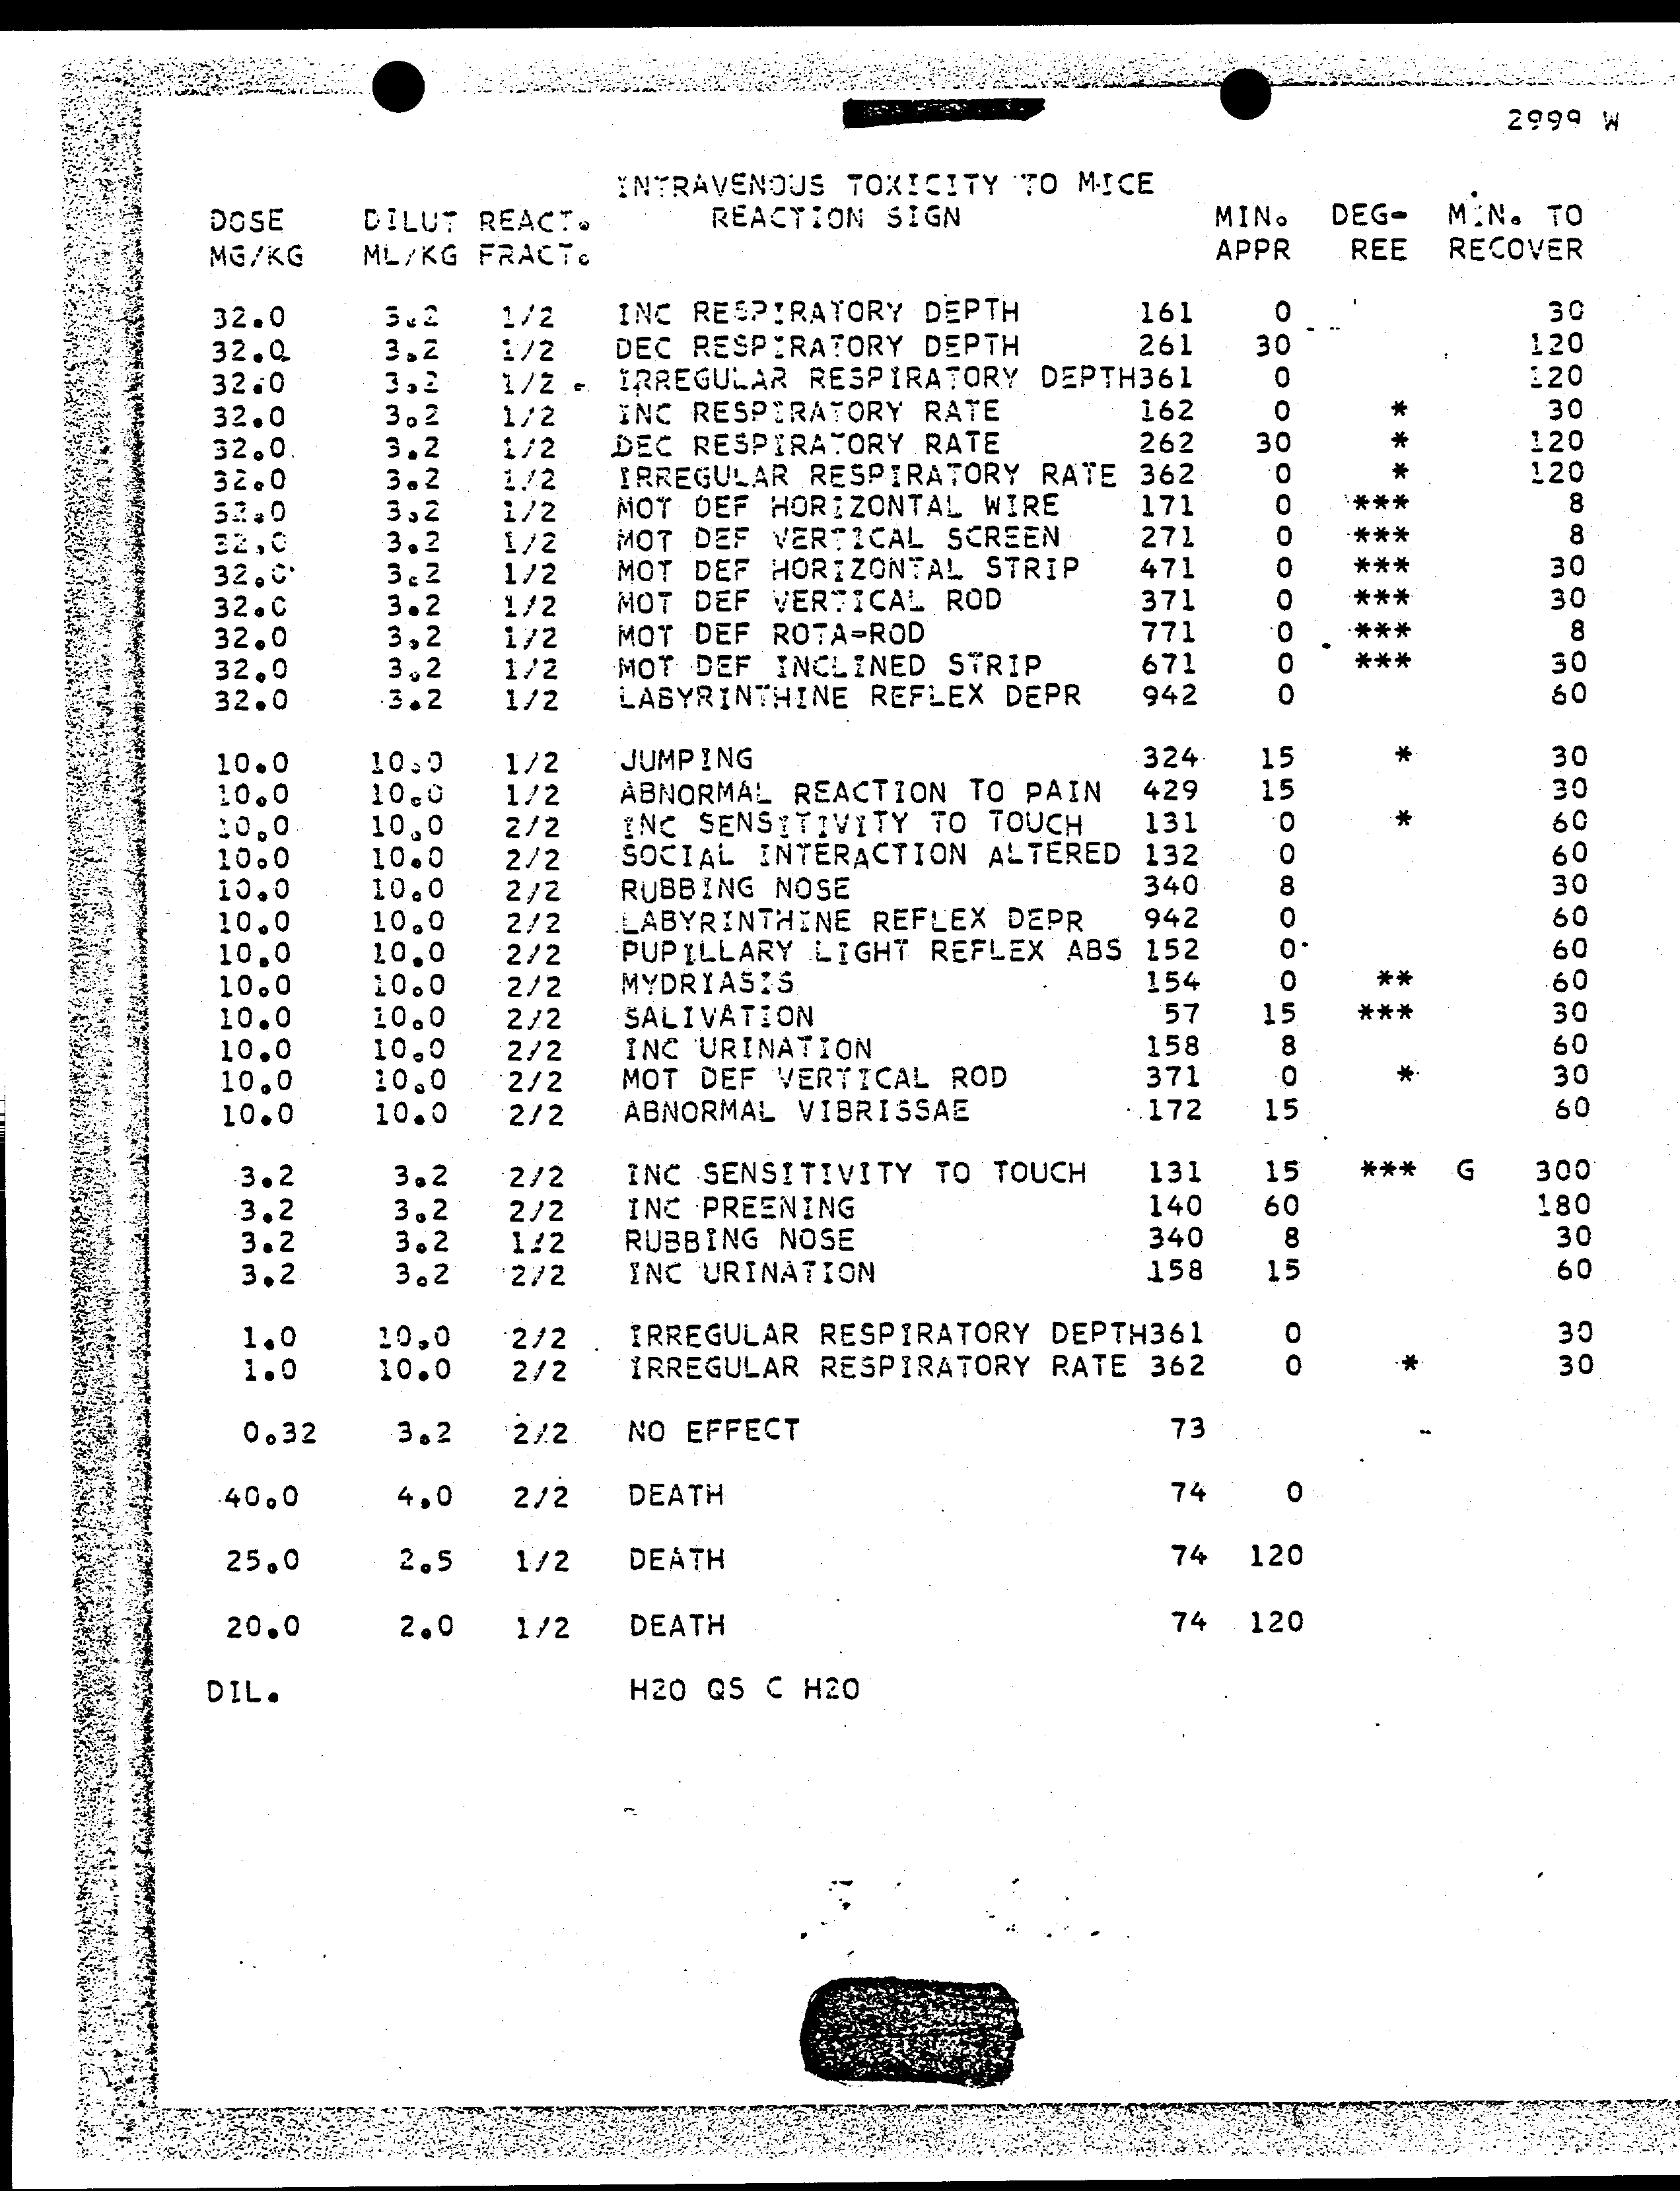 2999 W
INTRAVENOUS TOXICITY TO MICE
DOSE DILUT REACT. REACTION SIGN MIN. DEG- MIN. TO
MG/KG ML/KG FRACT. APPR REE RECOVER
32.0 3.2 1/2 INC RESPIRATORY DEPTH 161 0 30
32.0 3.2 1/2 DEC RESPIRATORY DEPTH 261 30 120
32.0 3.2 1/2 IRREGULAR RESPIRATORY DEPTH361 0 120
32.0 3.2 1/2 INC RESPIRATORY RATE 162 0 * 30
32.0 3.2 1/2 DEC RESPIRATORY RATE 262 30 * 120
32.0 3.2 1/2 IRREGULAR RESPIRATORY RATE 362 0 * 120
32.0 3.2 1/2 MOT DEF HORIZONTAL WIRE 171 0 *** 8
32.0 3.2 1/2 MOT DEF VERTICAL SCREEN 271 0 *** 8
32.0 3.2 1/2 MOT DEF HORIZONTAL STRIP 471 0 *** 30
32.0 3.2 1/2 MOT DEF VERTICAL ROD 371 0 *** 30
32.0 3.2 1/2 MOT DEF ROTA-ROD 771 0 *** 8
32.0 3.2 1/2 MOT DEF INCLINED STRIP 671 0 *** 30
32.0 3.2 1/2 LABYRINTHINE REFLEX DEPR 942 0 60
10.0 10.0 1/2 JUMPING 324 15 * 30
10.0 10.0 1/2 ABNORMAL REACTION TO PAIN 429 15 30
10.0 10.0 2/2 INC SENSITIVITY TO TOUCH 131 0 * 60
10.0 10.0 2/2 SOCIAL INTERACTION ALTERED 132 0 60
10.0 10.0 2/2 RUBBING NOSE 340 8 30
10.0 10.0 2/2 LABYRINTHINE REFLEX DEPR 942 0 60
10.0 10.0 2/2 PUPILLARY LIGHT REFLEX ABS 152 0 60
10.0 10.0 2/2 MYDRIASIS 154 0 ** 60
10.0 10.0 2/2 SALIVATION 57 15 *** 30
10.0 10.0 2/2 INC URINATION 158 8 60
10.0 10.0 2/2 MOT DEF VERTICAL ROD 371 0 * 30
10.0 10.0 2/2 ABNORMAL VIBRISSAE 172 15 60
3.2 3.2 2/2 INC SENSITIVITY TO TOUCH 131 15 *** G 300
3.2 3.2 2/2 INC PREENING 140 60 180
3.2 3.2 1/2 RUBBING NOSE 340 8 30
3.2 3.2 2/2 INC URINATION 158 15 60
1.0 10.0 2/2 IRREGULAR RESPIRATORY DEPTH361 0 30
1.0 10.0 2/2 IRREGULAR RESPIRATORY RATE 362 0 * 30
0.32 3.2 2/2 NO EFFECT 73
40.0 4.0 2/2 DEATH 74 0
25.0 2.5 1/2 DEATH 74 120
20.0 2.0 1/2 DEATH 74 120
DIL. H2O QS C H2O